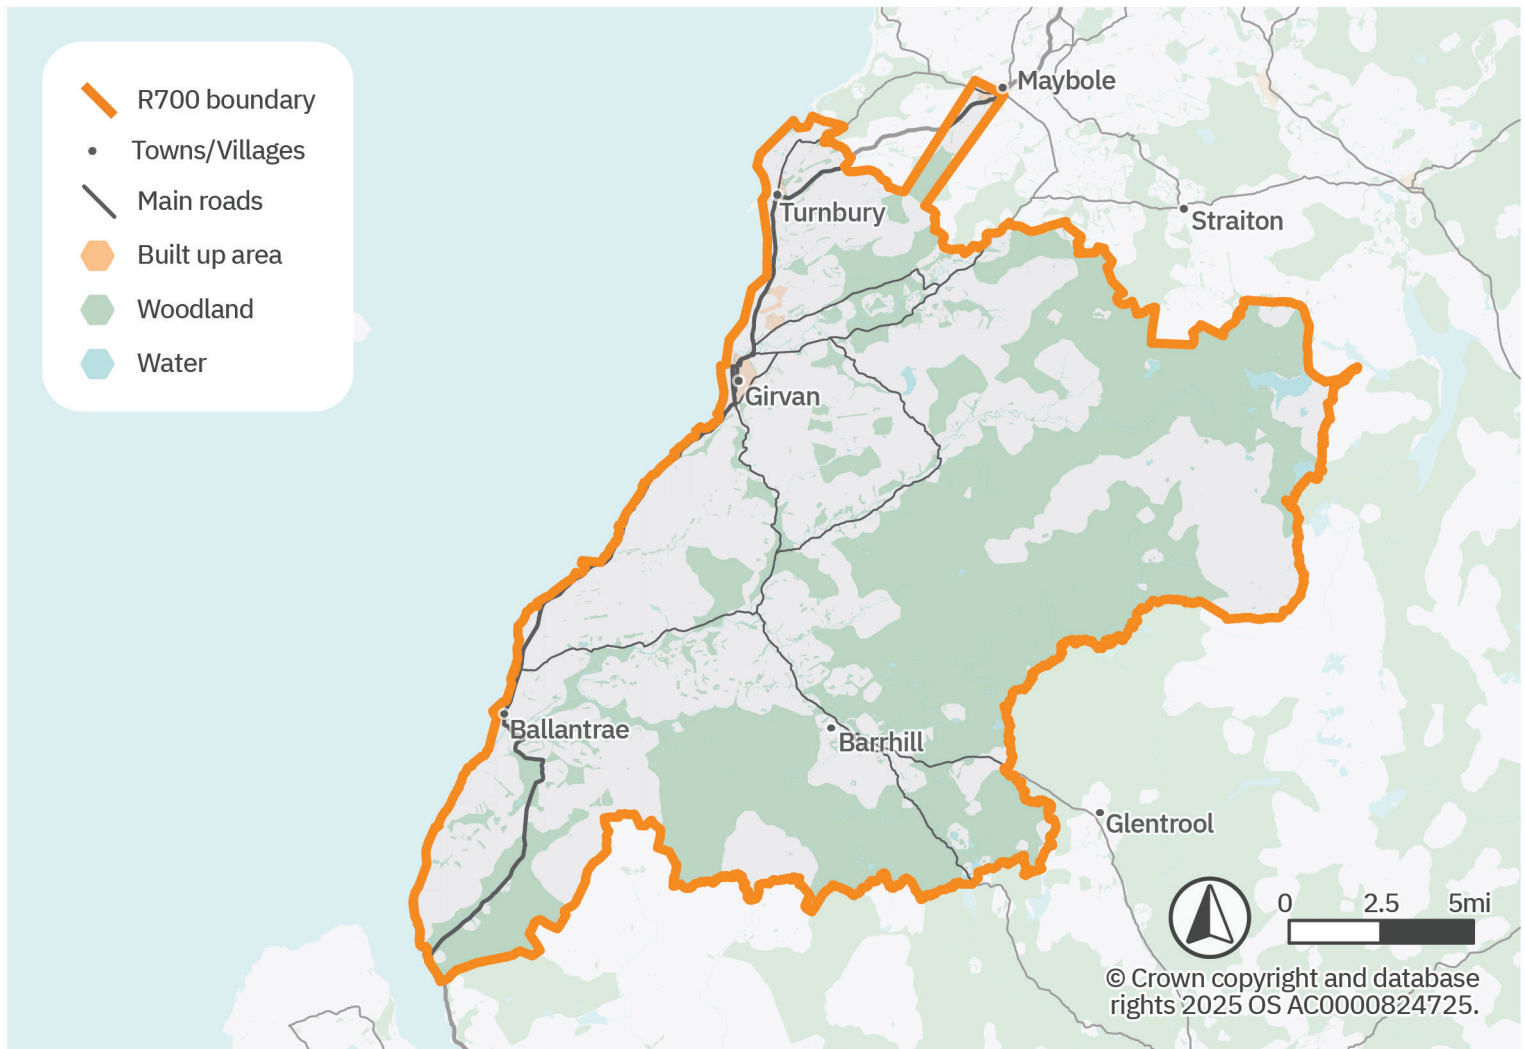 R700 boundary
Towns/Villages
Main roads
Built up area
Woodland
Water
Maybole
Turnbury
Straiton
Girvan
Ballantrae
Barrhill
Glentrool
0 2.5 5mi
© Crown copyright and database
rights 2025 OS AC0000824725.